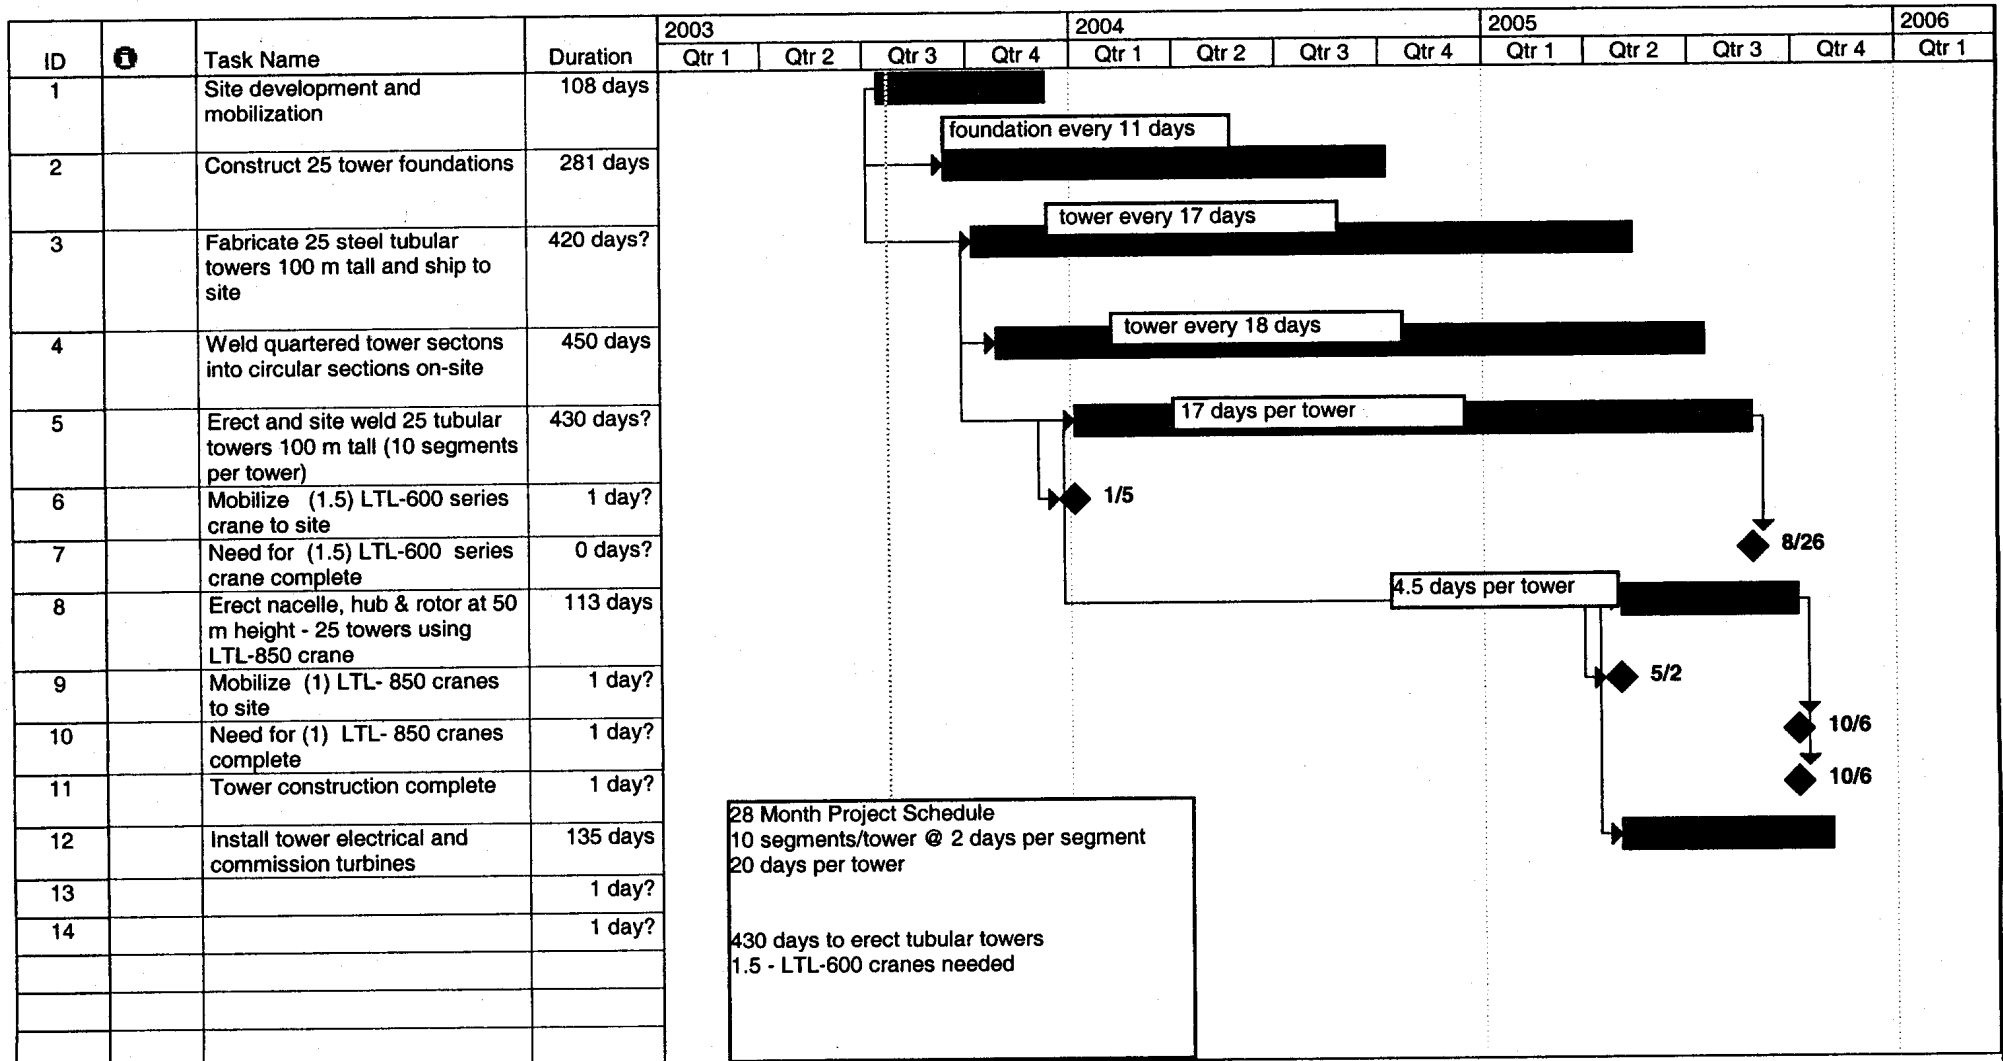 2003 2004 2005 2006
ID Task Name Duration Qtr 1 Qtr 2 Qtr 3 Qtr 4 Qtr 1 Qtr 2 Qtr 3 Qtr 4 Qtr 1 Qtr 2 Qtr 3 Qtr 4 Qtr 1
1 Site development and 108 days
mobilization
foundation every 11 days
2 Construct 25 tower foundations 281 days
tower every 17 days
3 Fabricate 25 steel tubular 420 days?
towers 100 m tall and ship to
site
tower every 18 days
4 Weld quartered tower sectons 450 days
into circular sections on-site
17 days per tower
5 Erect and site weld 25 tubular 430 days?
towers 100 m tall (10 segments
per tower)
6 Mobilize (1.5) LTL-600 series 1 day? 1/5
crane to site
7 Need for (1.5) LTL-600 series 0 days? 8/26
crane complete
4.5 days per tower
8 Erect nacelle, hub & rotor at 50 113 days
m height - 25 towers using
LTL-850 crane
9 Mobilize (1) LTL- 850 cranes 1 day? 5/2
to site
10 Need for (1) LTL- 850 cranes 1 day? 10/6
complete
11 Tower construction complete 1 day? 10/6
12 Install tower electrical and 135 days
commission turbines
13 1 day?
14 1 day?
28 Month Project Schedule
10 segments/tower @ 2 days per segment
20 days per tower
430 days to erect tubular towers
1.5 - LTL-600 cranes needed